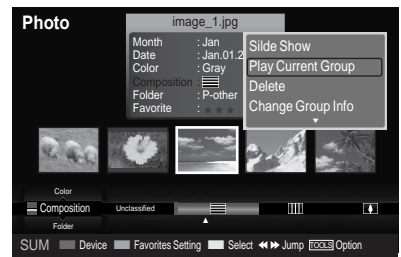 Photo
image_1.jpg
Month : Jan
Date : Jan.01.2
Color : Gray
Composition :
Folder : P-other
Favorite : ★ ★ ★
Silde Show
Play Current Group
Delete
Change Group Info
Color
Composition Unclassified
Folder
SUM Device Favorites Setting Select ◀◀ ▶▶ Jump TOOLS Option